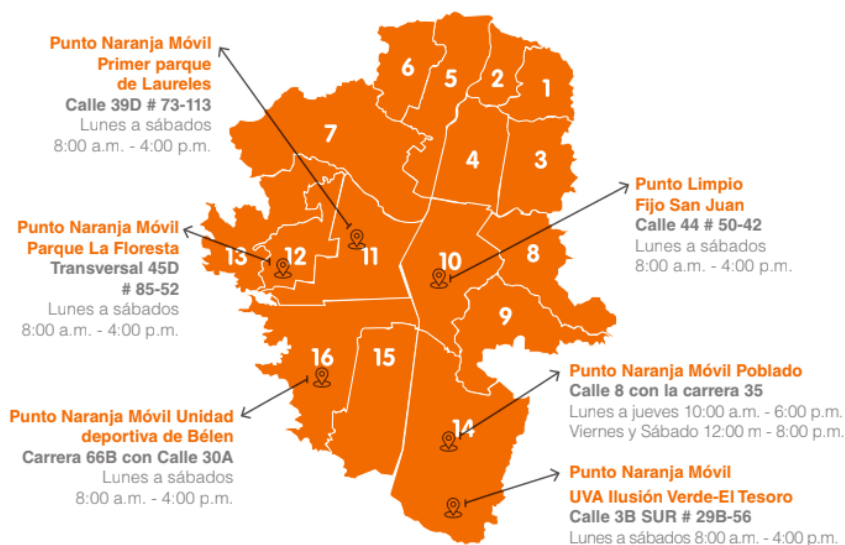 Punto Naranja Móvil
Primer parque
de Laureles
Calle 39D # 73-113
Lunes a sábados
8:00 a.m. - 4:00 p.m.
Punto Naranja Móvil
Parque La Floresta
Transversal 45D
# 85-52
Lunes a sábados
8:00 a.m. - 4:00 p.m.
Punto Naranja Móvil Unidad
deportiva de Bélen
Carrera 66B con Calle 30A
Lunes a sábados
8:00 a.m. - 4:00 p.m.
6
5
2
1
7
4
3
13
12
11
10
8
9
16
15
14
Punto Limpio
Fijo San Juan
Calle 44 # 50-42
Lunes a sábados
8:00 a.m. - 4:00 p.m.
Punto Naranja Móvil Poblado
Calle 8 con la carrera 35
Lunes a jueves 10:00 a.m. - 6:00 p.m.
Viernes y Sábado 12:00 m - 8:00 p.m.
Punto Naranja Móvil
UVA Ilusión Verde-El Tesoro
Calle 3B SUR # 29B-56
Lunes a sábados 8:00 a.m. - 4:00 p.m.